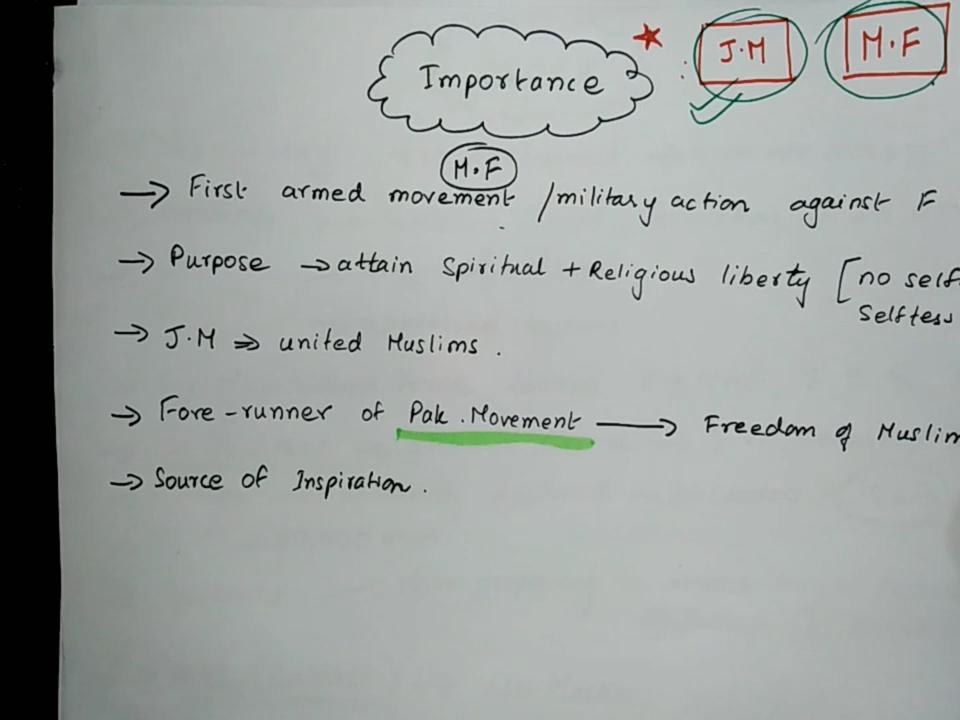 Importance
: J.M M.F
M.F
→ First armed movement /military action against F
→ Purpose → attain Spiritual + Religious liberty [no self
Selfless
→ J.M ⇒ united Muslims.
→ Fore-runner of Pak. Movement → Freedom of Muslim
→ Source of Inspiration.